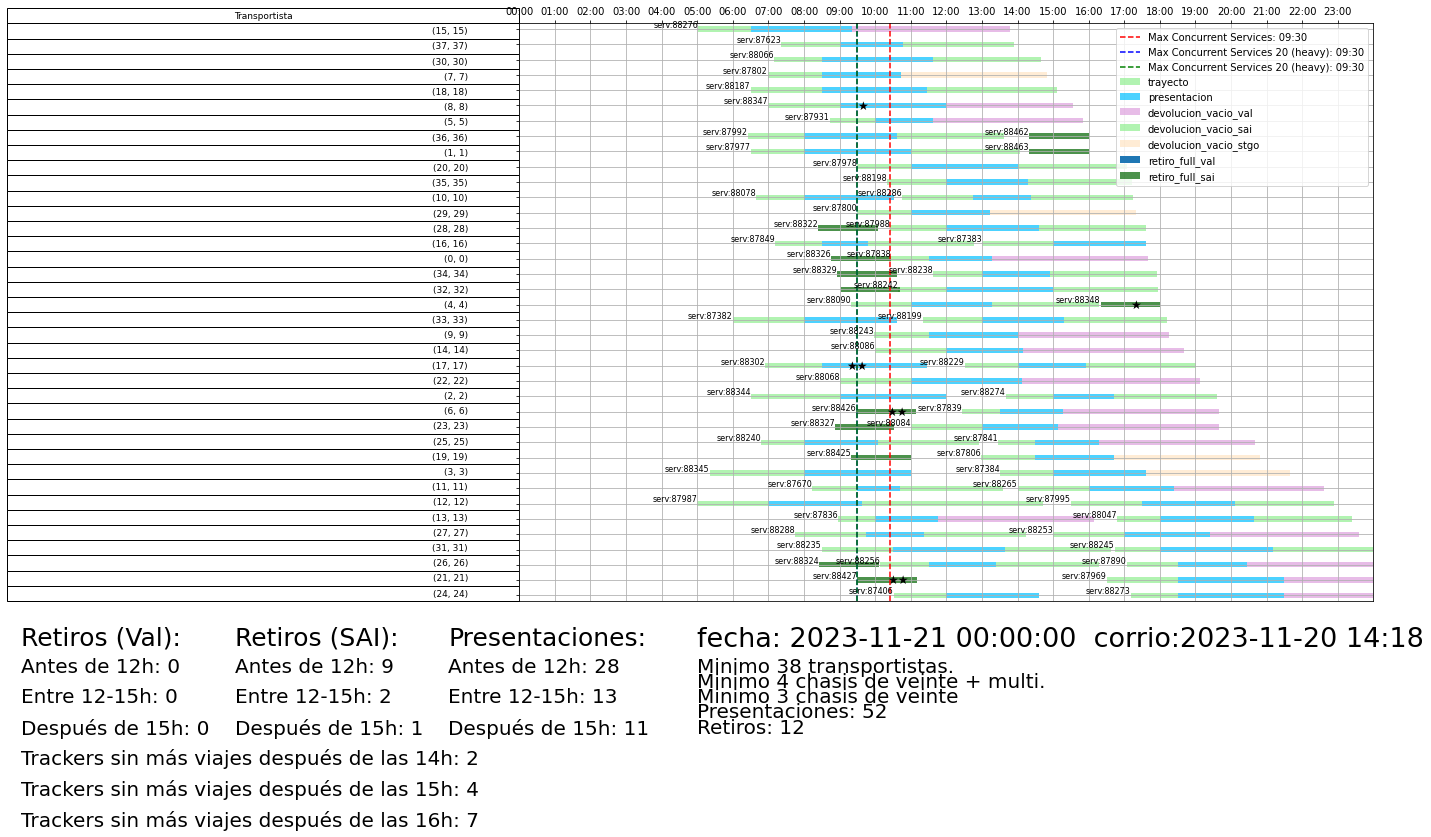 Transportista
00:00 01:00 02:00 03:00 04:00 05:00 06:00 07:00 08:00 09:00 10:00 11:00 12:00 13:00 14:00 15:00 16:00 17:00 18:00 19:00 20:00 21:00 22:00 23:00
Max Concurrent Services: 09:30
Max Concurrent Services 20 (heavy): 09:30
Max Concurrent Services 20 (heavy): 09:30
trayecto
presentacion
devolucion_vacio_val
devolucion_vacio_sai
devolucion_vacio_stgo
retiro_full_val
retiro_full_sai
(15, 15) serv:88276
(37, 37) serv:87623
(30, 30) serv:88066
(7, 7) serv:87802
(18, 18) serv:88187
(8, 8) serv:88347
(5, 5) serv:87931
(36, 36) serv:87992 serv:88462
(1, 1) serv:87977 serv:88463
(20, 20) serv:87978
(35, 35) serv:88198
(10, 10) serv:88078 serv:88286
(29, 29) serv:87800
(28, 28) serv:88322 serv:87988
(16, 16) serv:87849 serv:87383
(0, 0) serv:88326 serv:87838
(34, 34) serv:88329 serv:88238
(32, 32) serv:88242
(4, 4) serv:88090 serv:88348
(33, 33) serv:87382 serv:88199
(9, 9) serv:88243
(14, 14) serv:88086
(17, 17) serv:88302 serv:88229
(22, 22) serv:88068
(2, 2) serv:88344 serv:88274
(6, 6) serv:88426 serv:87839
(23, 23) serv:88327 serv:88084
(25, 25) serv:88240 serv:87841
(19, 19) serv:88425 serv:87806
(3, 3) serv:88345 serv:87384
(11, 11) serv:87670 serv:88265
(12, 12) serv:87987 serv:87995
(13, 13) serv:87836 serv:88047
(27, 27) serv:88288 serv:88253
(31, 31) serv:88235 serv:88245
(26, 26) serv:88324 serv:88256 serv:87890
(21, 21) serv:88427 serv:87969
(24, 24) serv:87406 serv:88273
Retiros (Val): Retiros (SAI): Presentaciones: fecha: 2023-11-21 00:00:00 corrio:2023-11-20 14:18
Antes de 12h: 0 Antes de 12h: 9 Antes de 12h: 28 Minimo 38 transportistas.
Minimo 4 chasis de veinte + multi.
Entre 12-15h: 0 Entre 12-15h: 2 Entre 12-15h: 13 Minimo 3 chasis de veinte
Presentaciones: 52
Después de 15h: 0 Después de 15h: 1 Después de 15h: 11 Retiros: 12
Trackers sin más viajes después de las 14h: 2
Trackers sin más viajes después de las 15h: 4
Trackers sin más viajes después de las 16h: 7